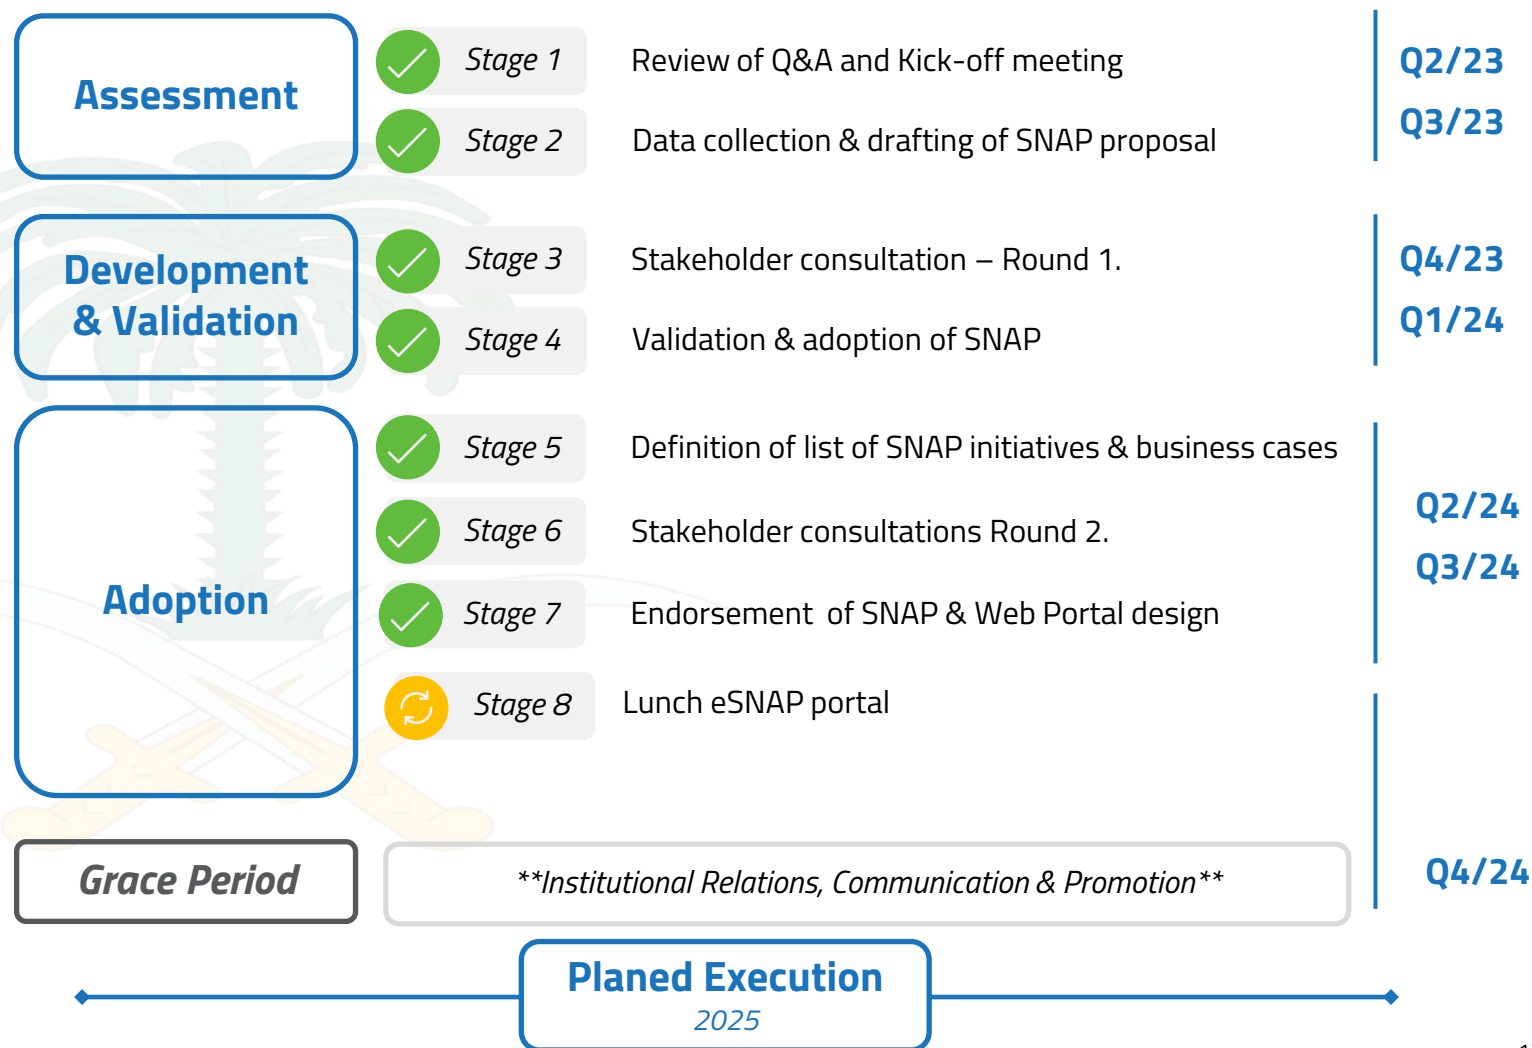 Assessment
Stage 1
Review of Q&A and Kick-off meeting
Q2/23
Stage 2
Data collection & drafting of SNAP proposal
Q3/23
Development
& Validation
Stage 3
Stakeholder consultation – Round 1.
Q4/23
Stage 4
Validation & adoption of SNAP
Q1/24
Adoption
Stage 5
Definition of list of SNAP initiatives & business cases
Q2/24
Stage 6
Stakeholder consultations Round 2.
Q3/24
Stage 7
Endorsement  of SNAP & Web Portal design
Stage 8
Lunch eSNAP portal
Grace Period
**Institutional Relations, Communication & Promotion**
Q4/24
Planed Execution
2025